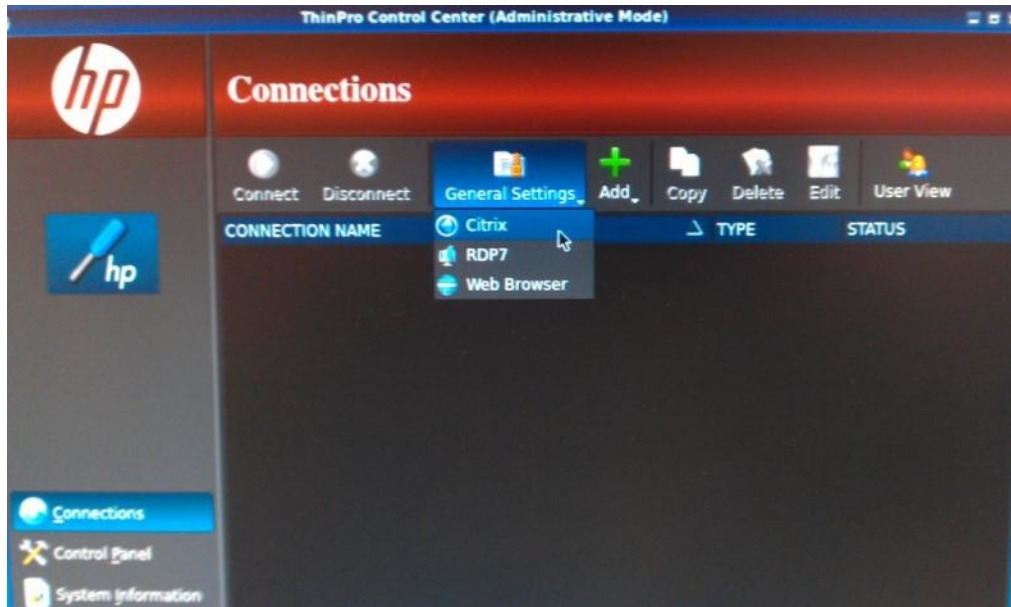 ThinPro Control Center (Administrative Mode)
hp
Connections
Connect Disconnect General Settings Add Copy Delete Edit User View
CONNECTION NAME TYPE STATUS
Citrix
RDP7
Web Browser
hp
Connections
Control Panel
System Information